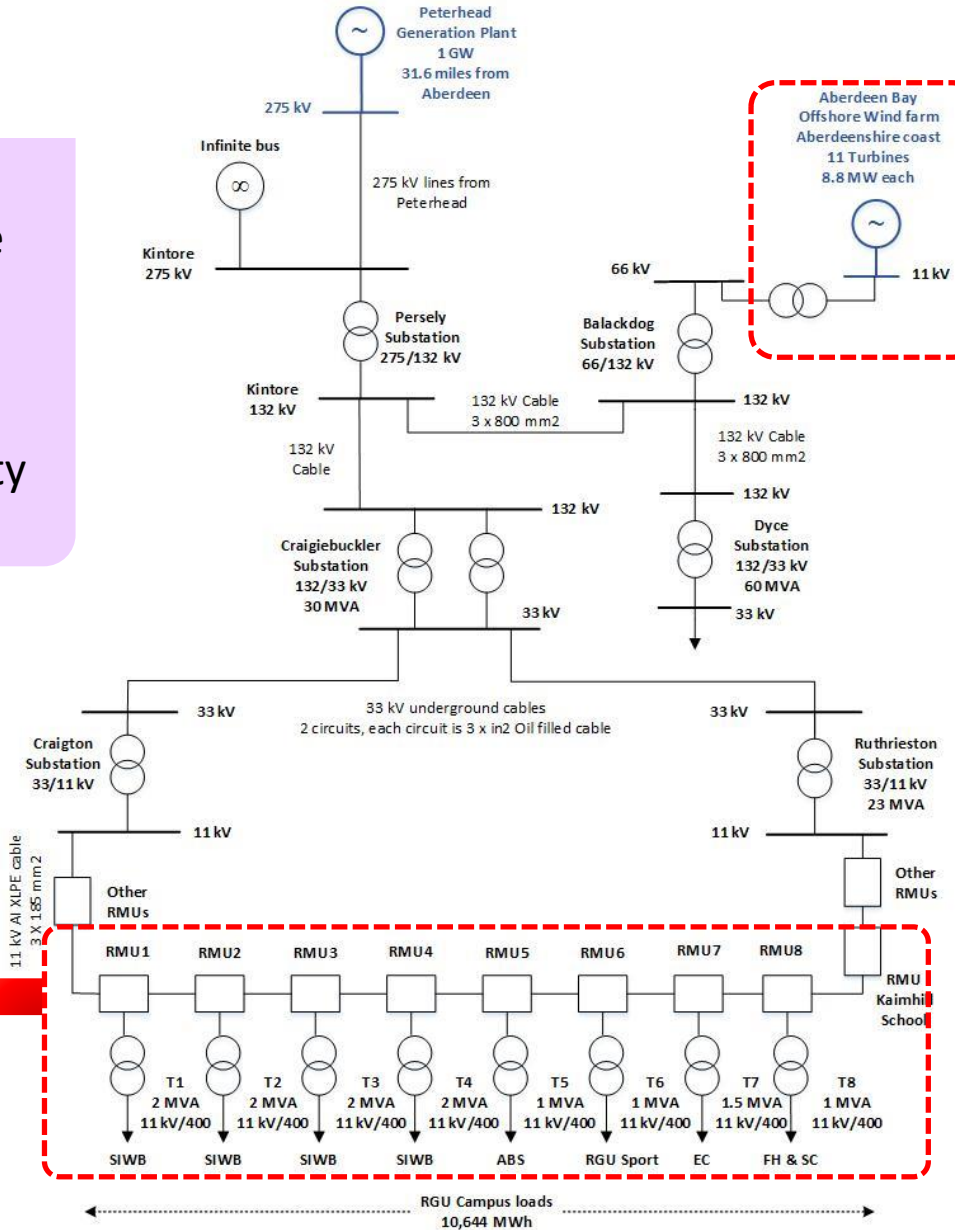 Peterhead
Generation Plant
1 GW
31.6 miles from
Aberdeen
275 kV
Aberdeen Bay
Offshore Wind farm
Aberdeenshire coast
11 Turbines
8.8 MW each
Infinite bus
∞
275 kV lines from
Peterhead
~
~
e
ty
Kintore
275 kV
66 kV
11 kV
Persely
Substation
275/132 kV
Balackdog
Substation
66/132 kV
Kintore
132 kV
132 kV Cable
3 x 800 mm2
132 kV
132 kV
Cable
132 kV Cable
3 x 800 mm2
132 kV
132 kV
Craigiebuckler
Substation
132/33 kV
30 MVA
Dyce
Substation
132/33 kV
60 MVA
33 kV
33 kV
33 kV underground cables
2 circuits, each circuit is 3 x in2 Oil filled cable
33 kV
33 kV
Craigton
Substation
33/11 kV
Ruthrieston
Substation
33/11 kV
23 MVA
11 kV
11 kV
11 kV Al XLPE cable
3 X 185 mm2
Other
RMUs
Other
RMUs
RMU1 RMU2 RMU3 RMU4 RMU5 RMU6 RMU7 RMU8
RMU
Kaimhill
School
T1 T2 T3 T4 T5 T6 T7 T8
2 MVA 2 MVA 2 MVA 2 MVA 1 MVA 1 MVA 1.5 MVA 1 MVA
11 kV/400 11 kV/400 11 kV/400 11 kV/400 11 kV/400 11 kV/400 11 kV/400 11 kV/400
SIWB SIWB SIWB SIWB ABS RGU Sport EC FH & SC
RGU Campus loads
10,644 MWh